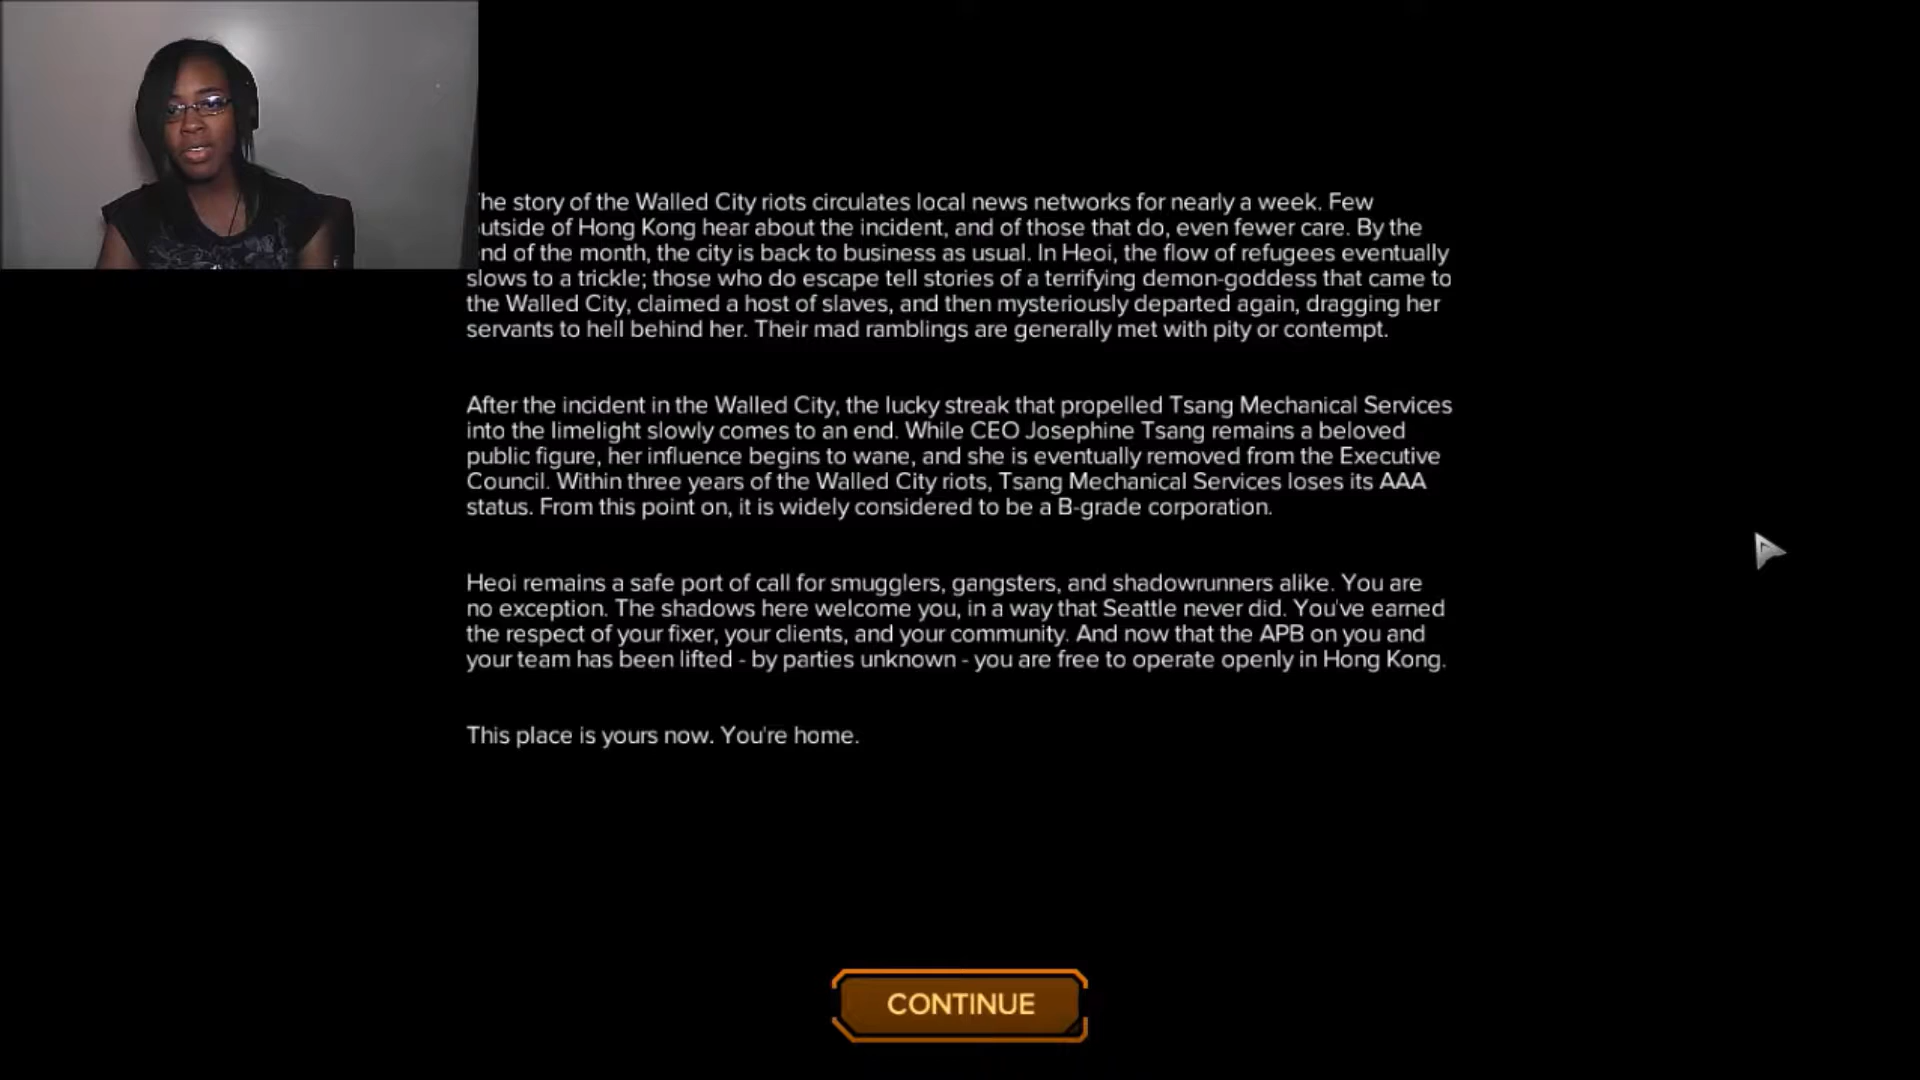 he story of the Walled City riots circulates local news networks for nearly a week. Few
utside of Hong Kong hear about the incident, and of those that do, even fewer care. By the
nd of the month, the city is back to business as usual. In Heoi, the flow of refugees eventually
slows to a trickle; those who do escape tell stories of a terrifying demon-goddess that came to
the Walled City, claimed a host of slaves, and then mysteriously departed again, dragging her
servants to hell behind her. Their mad ramblings are generally met with pity or contempt.
After the incident in the Walled City, the lucky streak that propelled Tsang Mechanical Services
into the limelight slowly comes to an end. While CEO Josephine Tsang remains a beloved
public figure, her influence begins to wane, and she is eventually removed from the Executive
Council. Within three years of the Walled City riots, Tsang Mechanical Services loses its AAA
status. From this point on, it is widely considered to be a B-grade corporation.
Heoi remains a safe port of call for smugglers, gangsters, and shadowrunners alike. You are
no exception. The shadows here welcome you, in a way that Seattle never did. You've earned
the respect of your fixer, your clients, and your community. And now that the APB on you and
your team has been lifted - by parties unknown - you are free to operate openly in Hong Kong.
This place is yours now. You're home.
CONTINUE